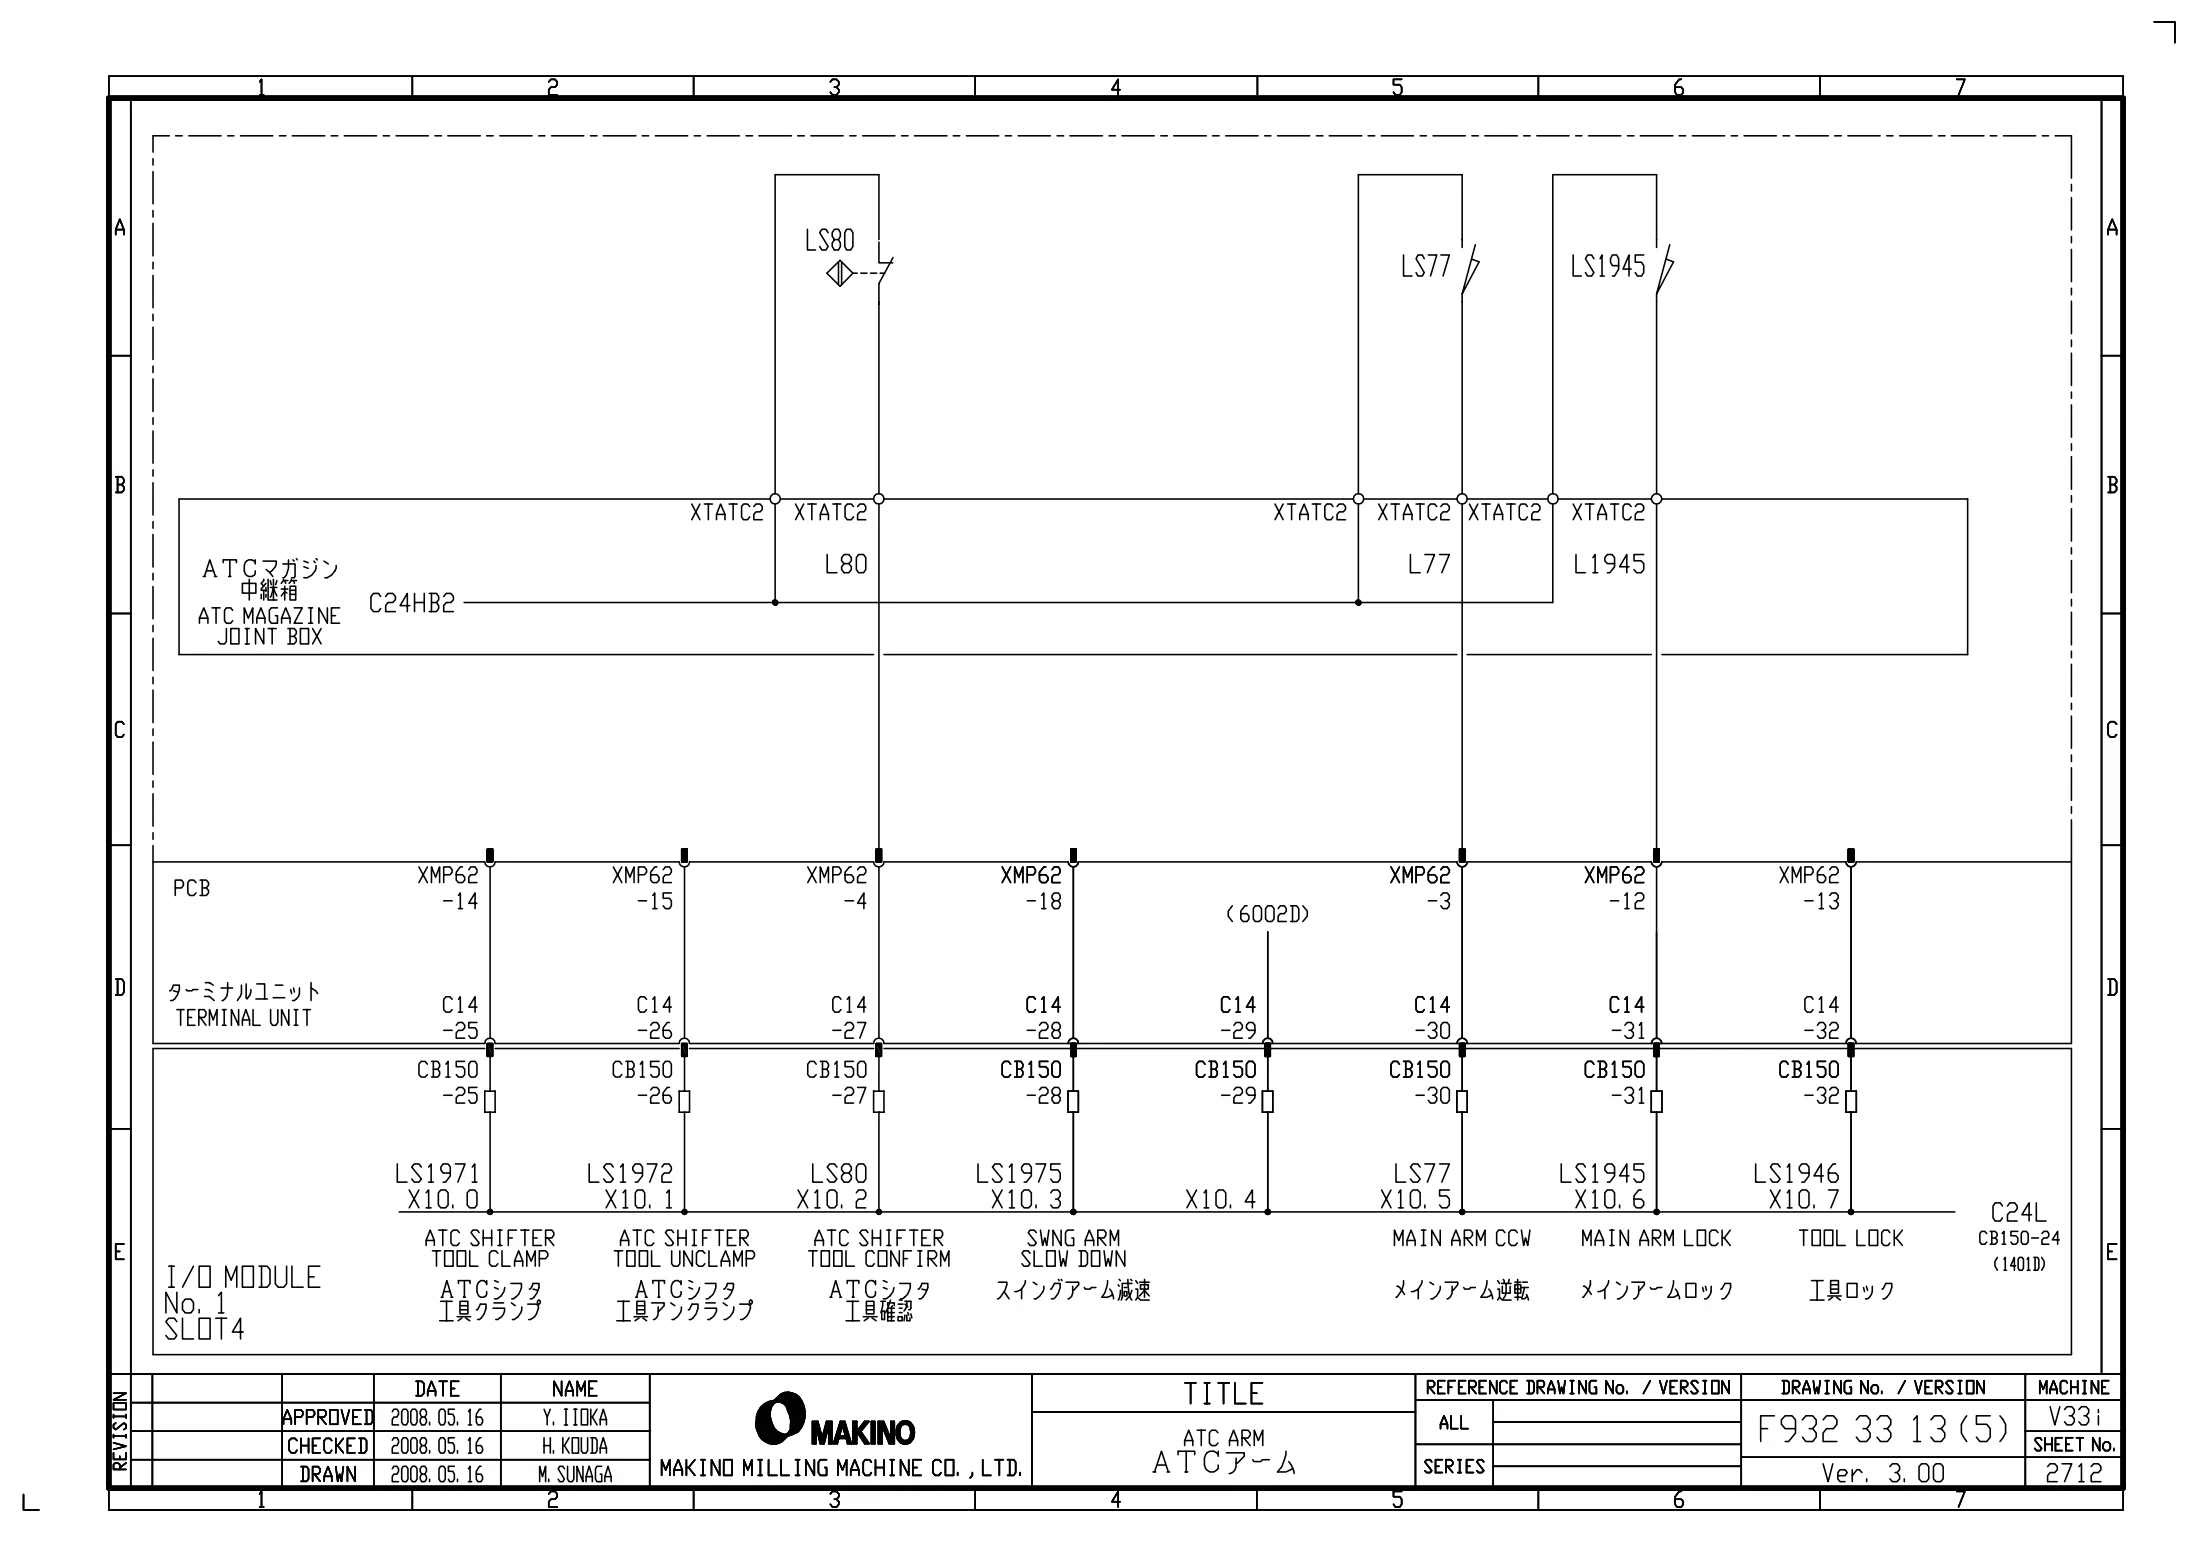 1 2 3 4 5 6 7
A A
LS80
LS77
LS1945
B B
XTATC2 XTATC2 XTATC2 XTATC2 XTATC2 XTATC2
L80 L77 L1945
ATCマガジン
中継箱
ATC MAGAZINE
JOINT BOX
C24HB2
C C
PCB
XMP62 XMP62 XMP62 XMP62 XMP62 XMP62 XMP62
-14 -15 -4 -18 -3 -12 -13
(6002D)
D D
ターミナルユニット
TERMINAL UNIT
C14 C14 C14 C14 C14 C14 C14 C14
-25 -26 -27 -28 -29 -30 -31 -32
CB150 CB150 CB150 CB150 CB150 CB150 CB150 CB150
-25 -26 -27 -28 -29 -30 -31 -32
LS1971 LS1972 LS80 LS1975 LS77 LS1945 LS1946
X10.0 X10.1 X10.2 X10.3 X10.4 X10.5 X10.6 X10.7
C24L
CB150-24
(1401D)
E E
ATC SHIFTER ATC SHIFTER ATC SHIFTER SWNG ARM MAIN ARM CCW MAIN ARM LOCK TOOL LOCK
TOOL CLAMP TOOL UNCLAMP TOOL CONFIRM SLOW DOWN
ATCシフタ ATCシフタ ATCシフタ スイングアーム減速 メインアーム逆転 メインアームロック 工具ロック
工具クランプ 工具アンクランプ 工具確認
I/O MODULE
No.1
SLOT4
REVISION
DATE NAME
APPROVED 2008.05.16 Y. IIOKA
CHECKED 2008.05.16 H. KOUDA
DRAWN 2008.05.16 M. SUNAGA
MAKINO
MAKINO MILLING MACHINE CO.,LTD.
TITLE
ATC ARM
ATCアーム
REFERENCE DRAWING No. / VERSION
ALL
SERIES
DRAWING No. / VERSION
F932 33 13(5)
Ver. 3.00
MACHINE
V33i
SHEET No.
2712
1 2 3 4 5 6 7